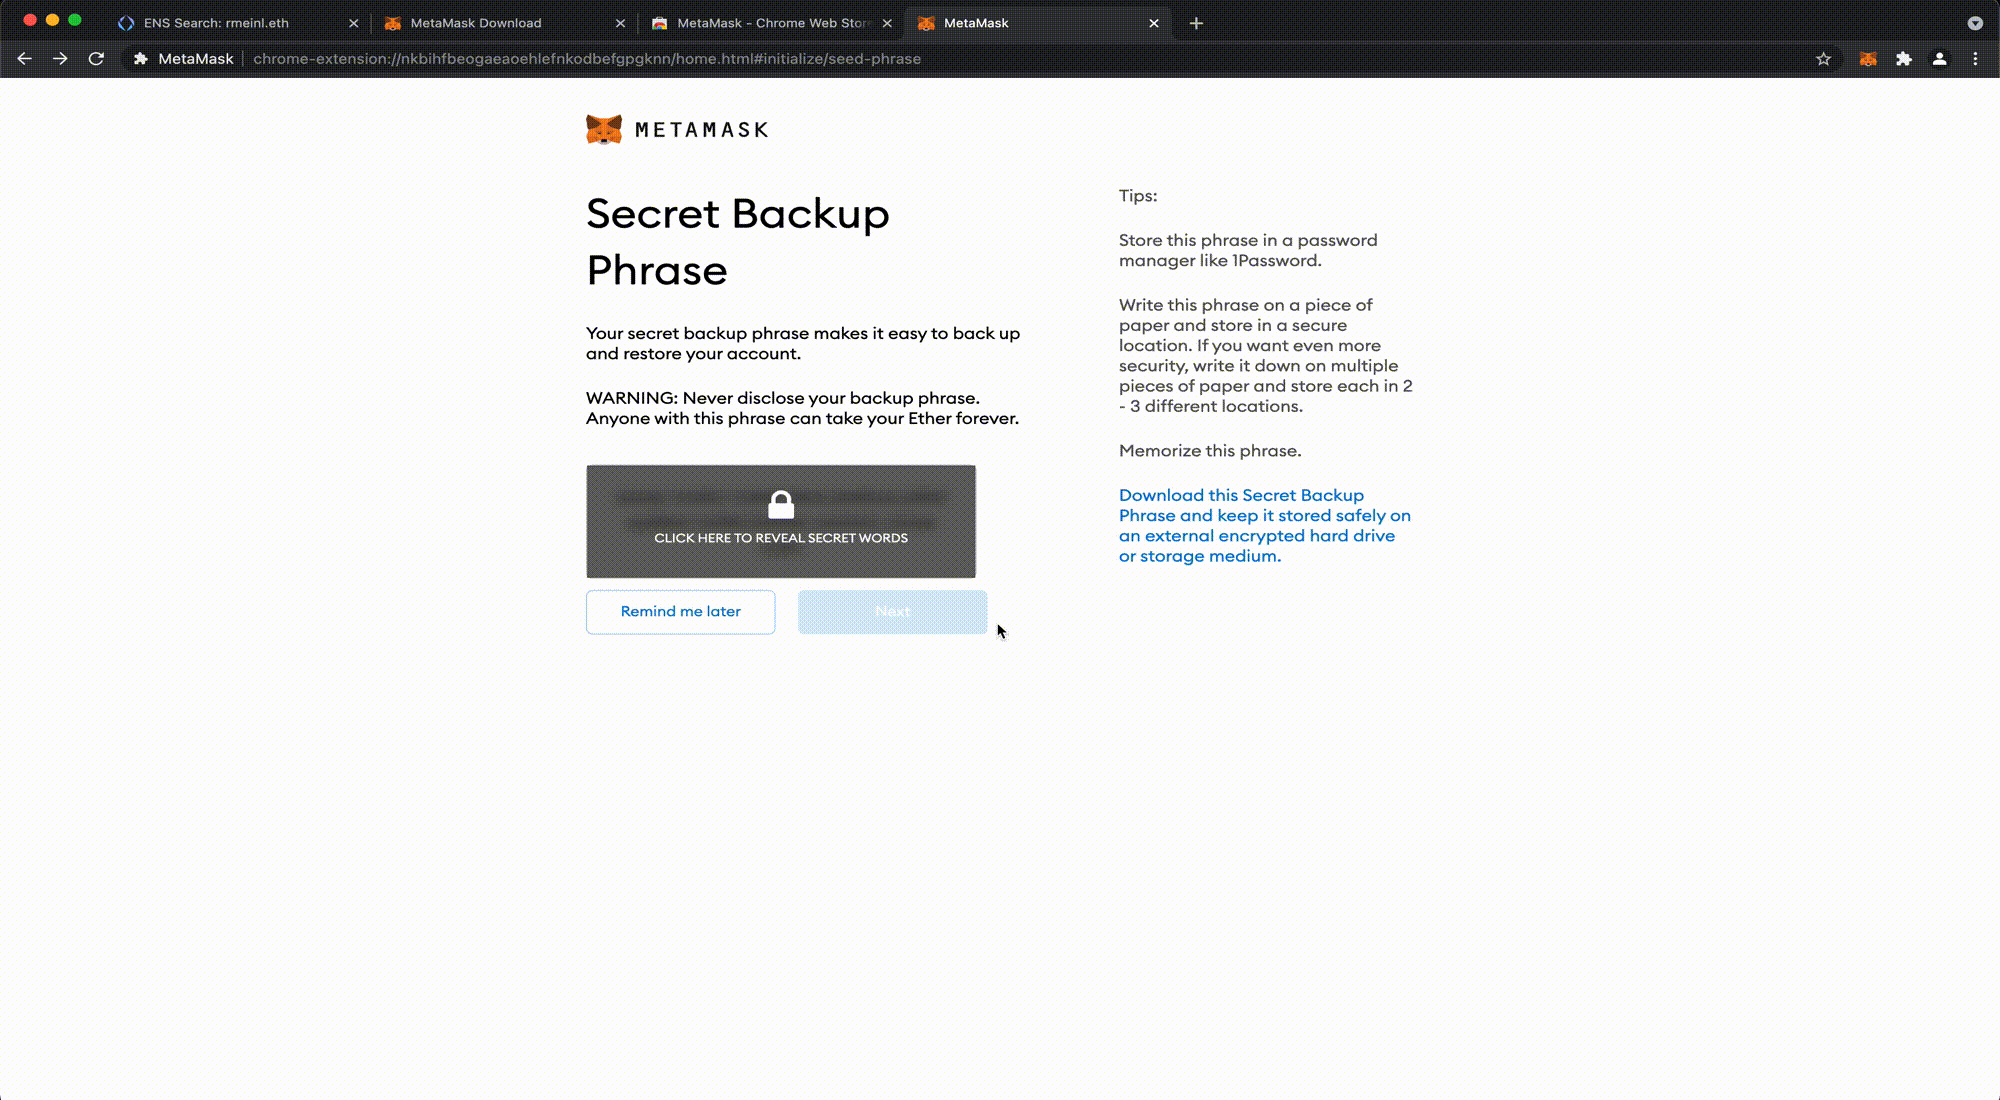 ENS Search: rmeinl.eth
MetaMask Download
MetaMask - Chrome Web Stor
MetaMask
MetaMask
chrome-extension://nkbihfbeogaeaoehlefnkodbefgpgknn/home.html#initialize/seed-phrase
METAMASK
Secret Backup
Phrase
Your secret backup phrase makes it easy to back up
and restore your account.
WARNING: Never disclose your backup phrase.
Anyone with this phrase can take your Ether forever.
CLICK HERE TO REVEAL SECRET WORDS
Remind me later
Next
Tips:
Store this phrase in a password
manager like 1Password.
Write this phrase on a piece of
paper and store in a secure
location. If you want even more
security, write it down on multiple
pieces of paper and store each in 2
- 3 different locations.
Memorize this phrase.
Download this Secret Backup
Phrase and keep it stored safely on
an external encrypted hard drive
or storage medium.